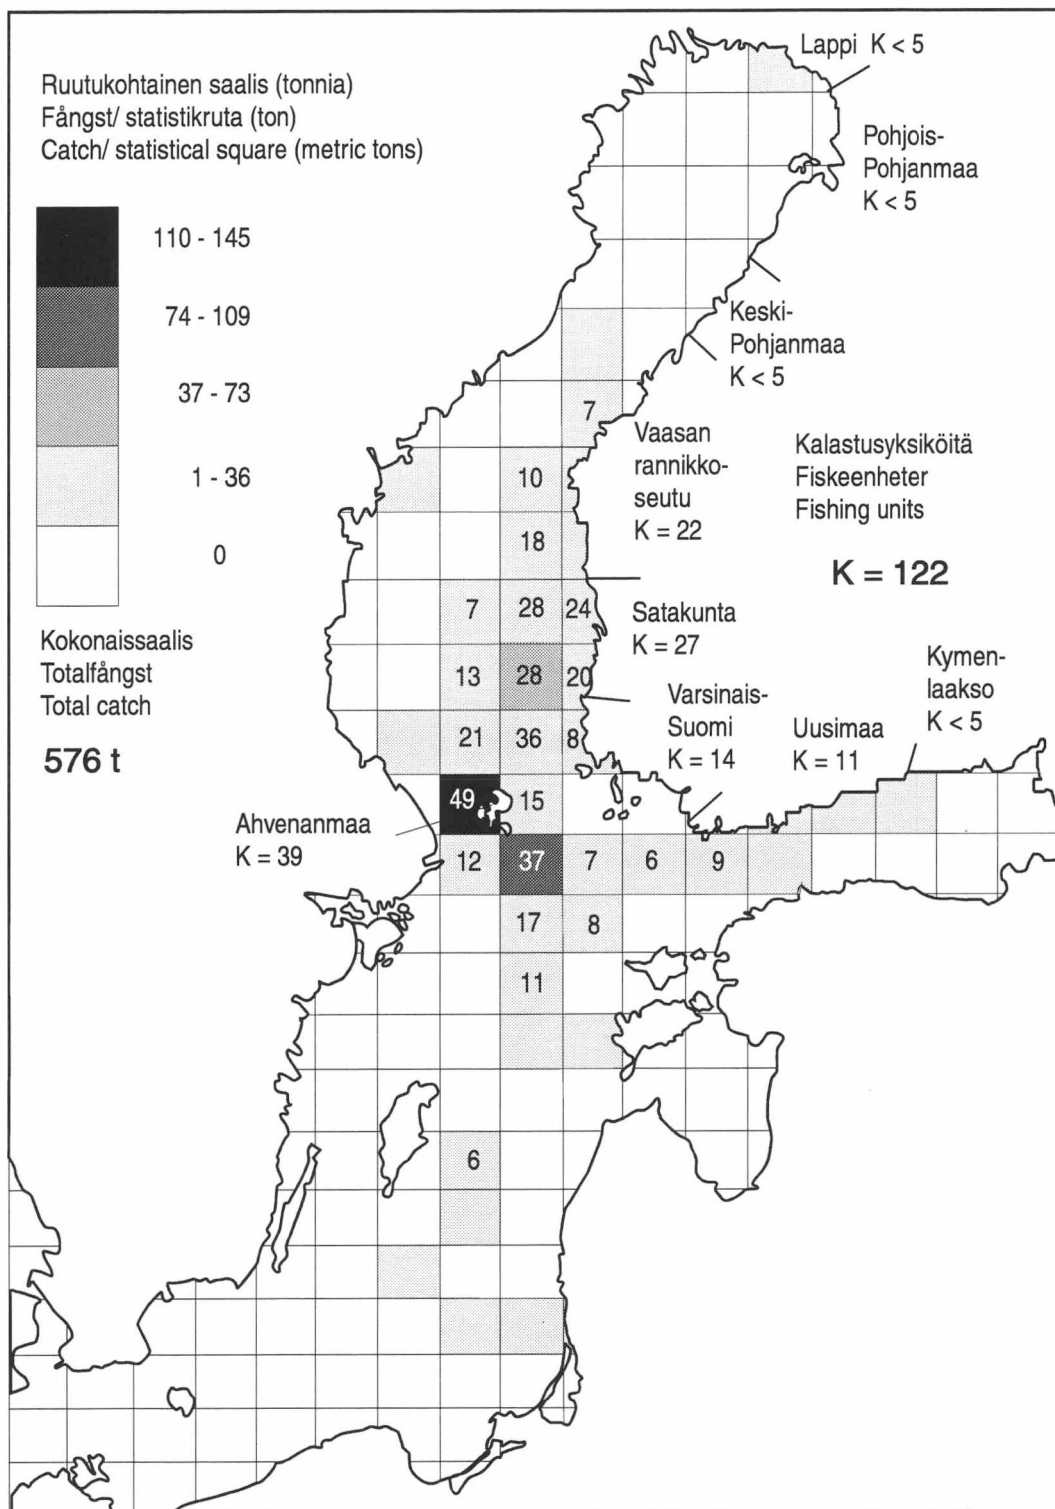 Ruutukohtainen saalis (tonnia)
Fångst/ statistikruta (ton)
Catch/ statistical square (metric tons)
110 - 145
74 - 109
37 - 73
1 - 36
0
Kokonaissaalis
Totalfångst
Total catch
576 t
Lappi K < 5
Pohjois-
Pohjanmaa
K < 5
Keski-
Pohjanmaa
K < 5
Vaasan
rannikko-
seutu
K = 22
Kalastusyksiköitä
Fiskeenheter
Fishing units
K = 122
Satakunta
K = 27
Varsinais-
Suomi
K = 14
Uusimaa
K = 11
Kymen-
laakso
K < 5
Ahvenanmaa
K = 39
7
10
18
7 28 24
13 28 20
21 36 8
49 15
12 37 7 6 9
17 8
11
6